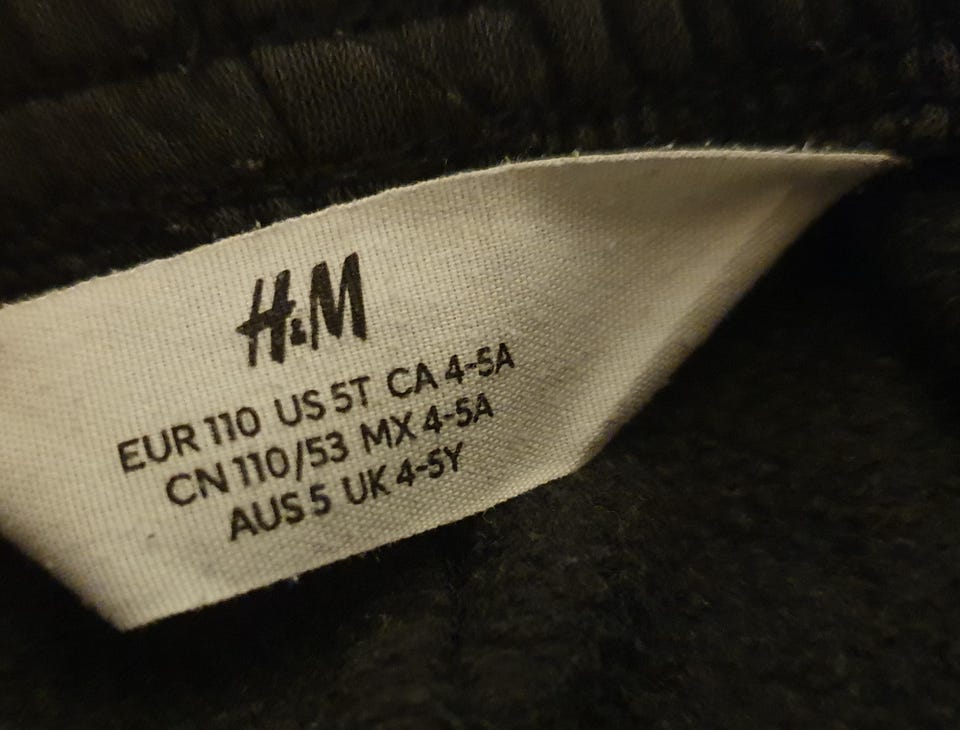 H&M
EUR 110 US 5T CA 4-5A
CN 110/53 MX 4-5A
AUS 5 UK 4-5Y